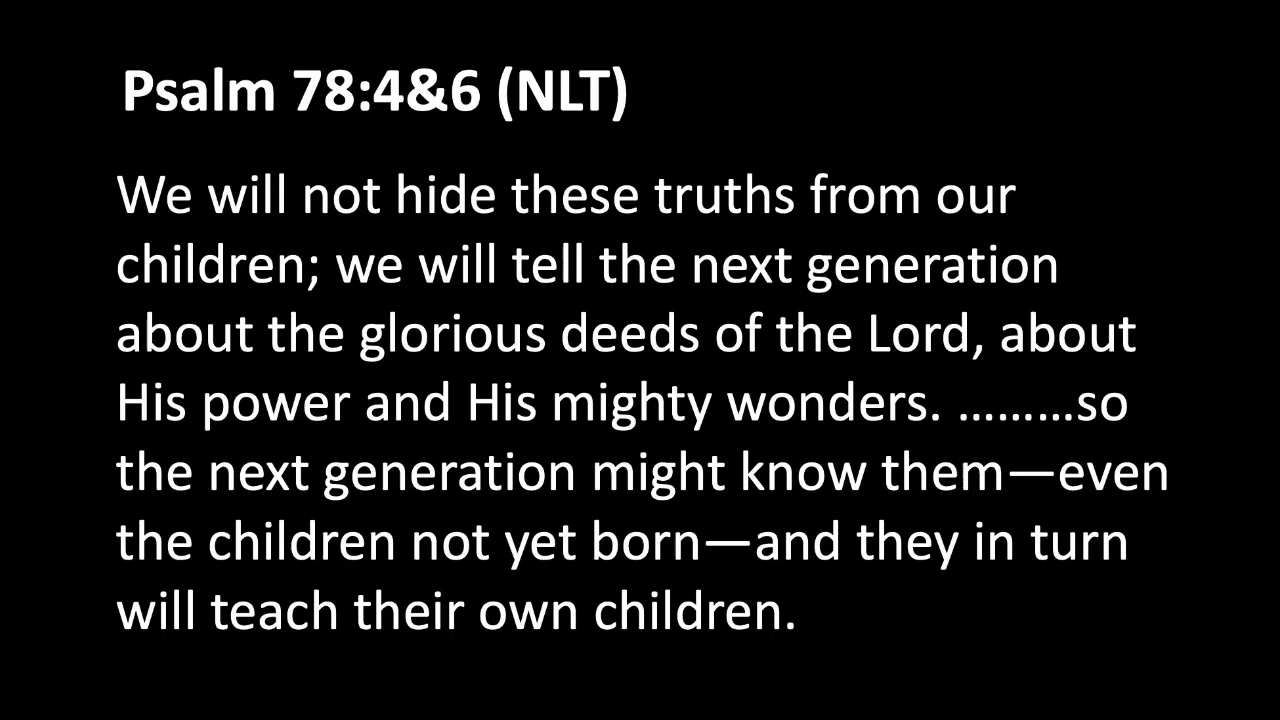 Psalm 78:4&6 (NLT)
We will not hide these truths from our
children; we will tell the next generation
about the glorious deeds of the Lord, about
His power and His mighty wonders. ………so
the next generation might know them—even
the children not yet born—and they in turn
will teach their own children.